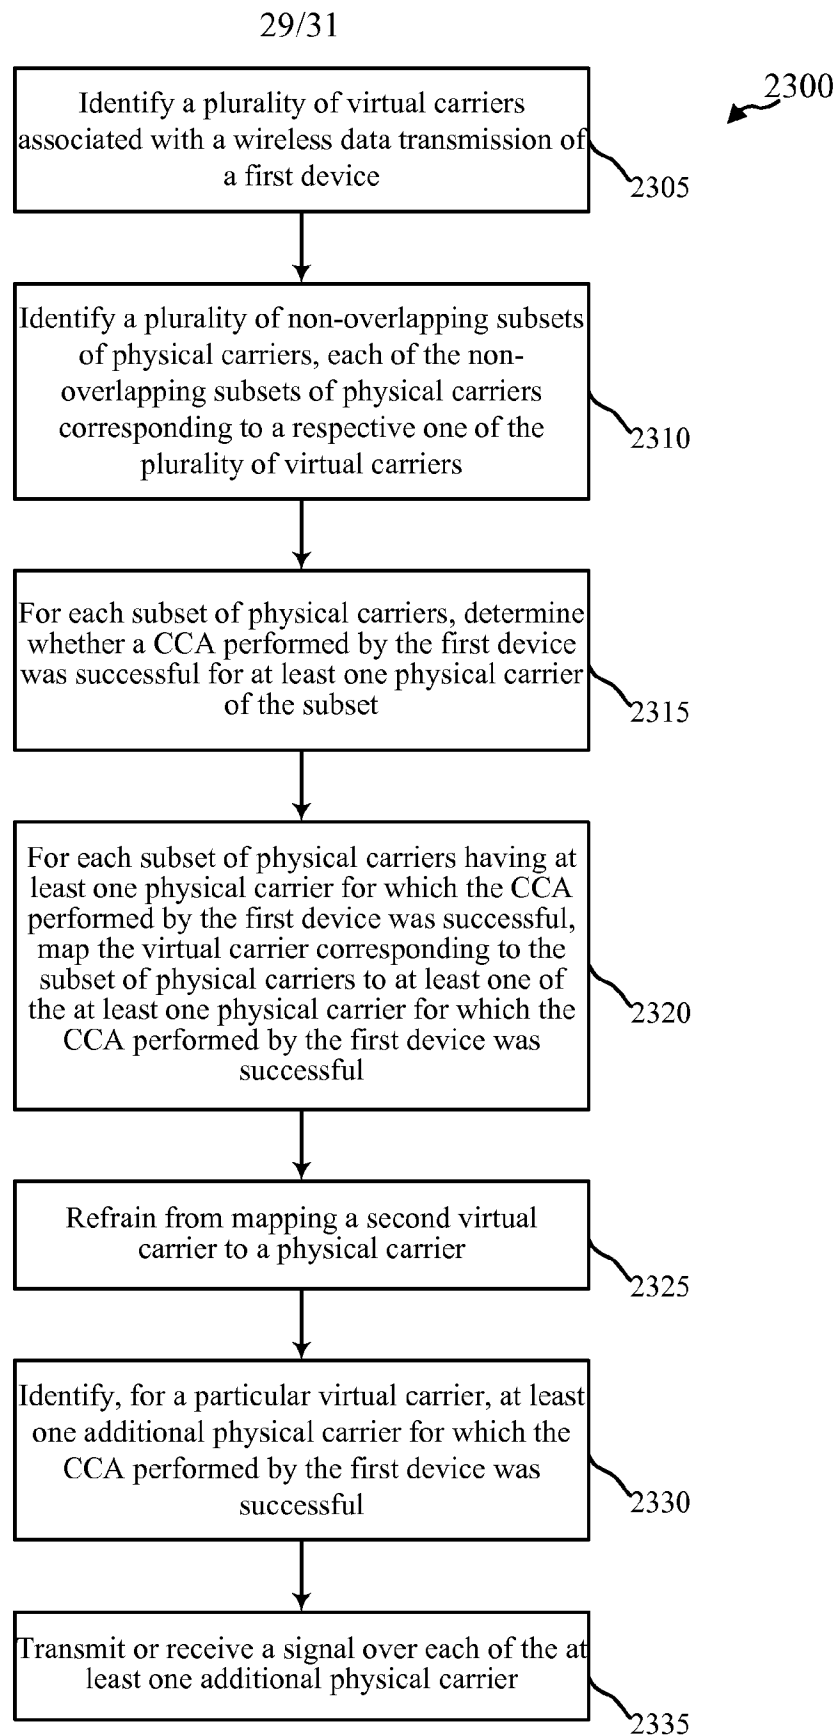 29/31
2300
Identify a plurality of virtual carriers
associated with a wireless data transmission of
a first device
2305
Identify a plurality of non-overlapping subsets
of physical carriers, each of the non-
overlapping subsets of physical carriers
corresponding to a respective one of the
plurality of virtual carriers
2310
For each subset of physical carriers, determine
whether a CCA performed by the first device
was successful for at least one physical carrier
of the subset
2315
For each subset of physical carriers having at
least one physical carrier for which the CCA
performed by the first device was successful,
map the virtual carrier corresponding to the
subset of physical carriers to at least one of
the at least one physical carrier for which the
CCA performed by the first device was
successful
2320
Refrain from mapping a second virtual
carrier to a physical carrier
2325
Identify, for a particular virtual carrier, at least
one additional physical carrier for which the
CCA performed by the first device was
successful
2330
Transmit or receive a signal over each of the at
least one additional physical carrier
2335